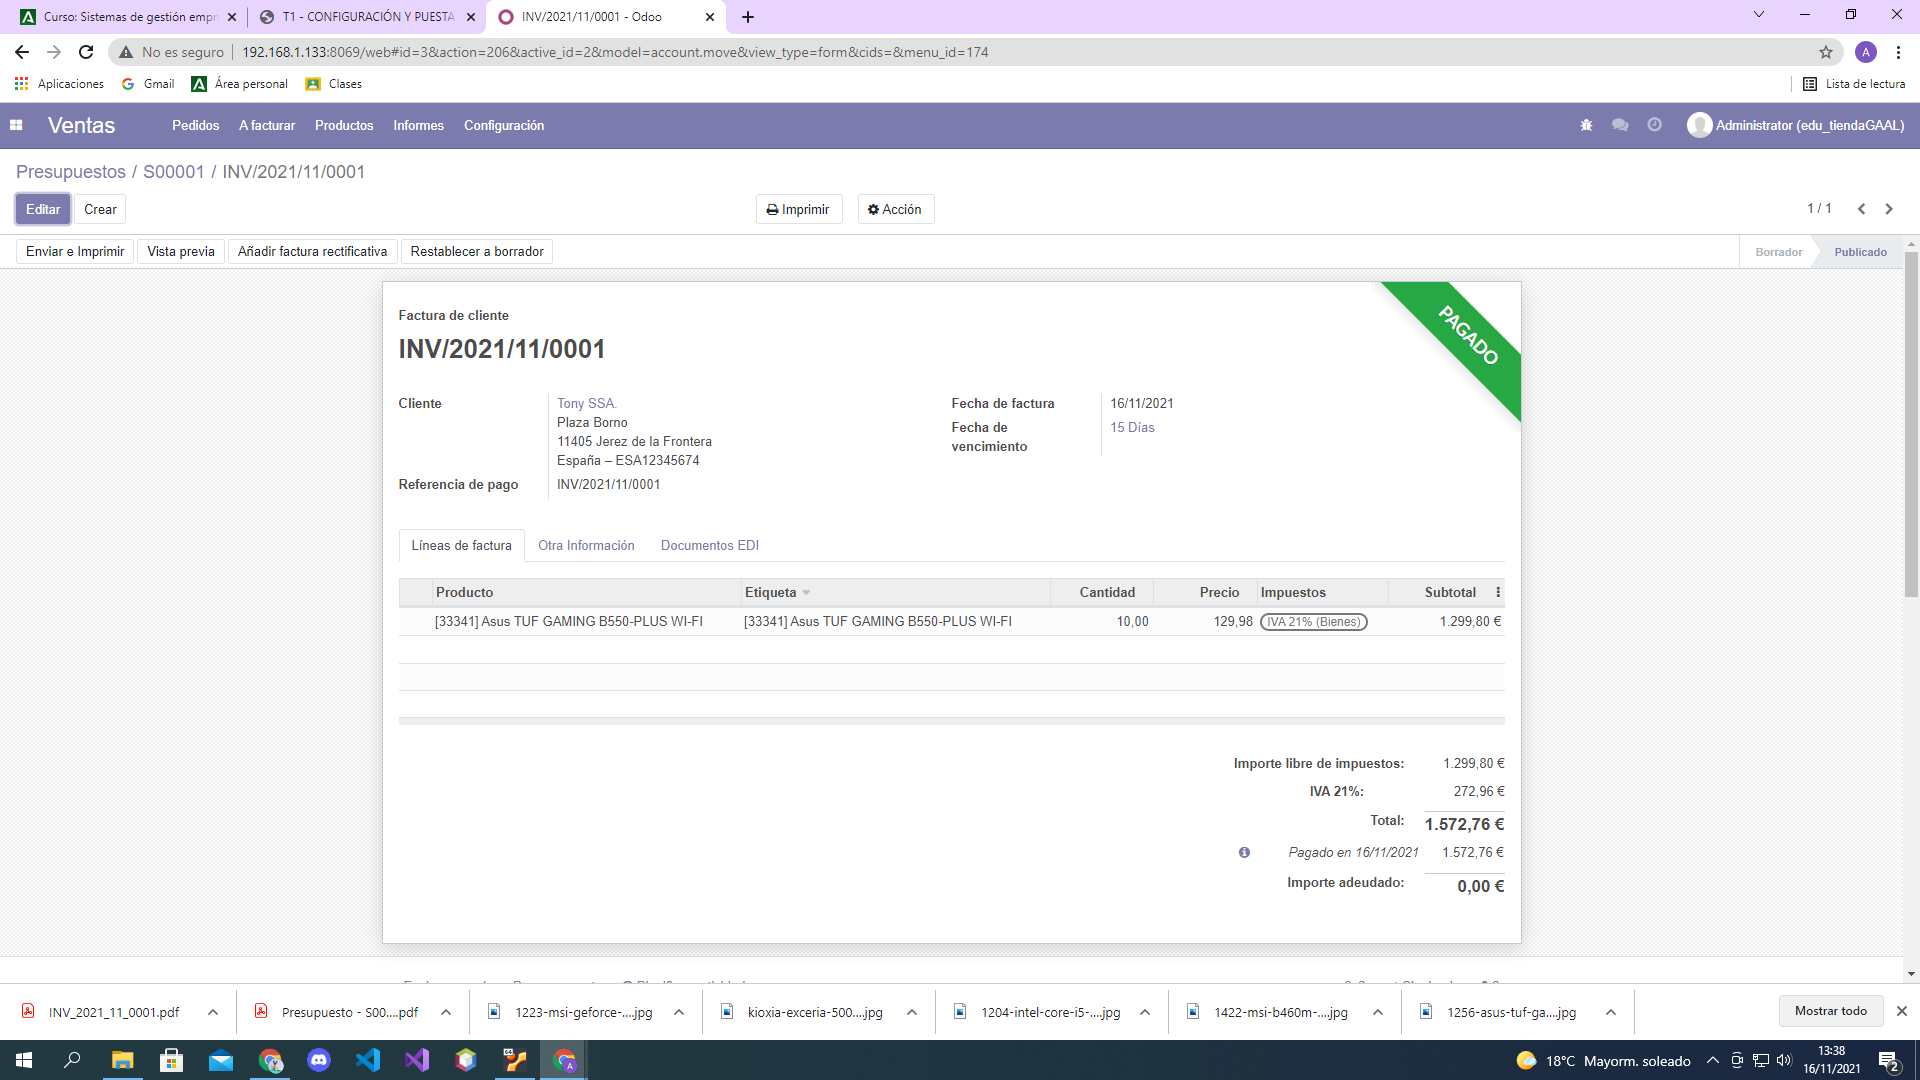 Curso: Sistemas de gestión empr
T1 - CONFIGURACIÓN Y PUESTA
INV/2021/11/0001 - Odoo
No es seguro
192.168.1.133:8069/web#id=3&action=206&active_id=2&model=account.move&view_type=form&cids=&menu_id=174
A
Aplicaciones
Gmail
Área personal
Clases
Lista de lectura
Ventas
Pedidos
A facturar
Productos
Informes
Configuración
Administrator (edu_tiendaGAAL)
Presupuestos / S00001 / INV/2021/11/0001
Editar
Crear
Imprimir
Acción
1 / 1
Enviar e Imprimir
Vista previa
Añadir factura rectificativa
Restablecer a borrador
Borrador
Publicado
PAGADO
Factura de cliente
INV/2021/11/0001
Cliente
Tony SSA.
Plaza Borno
11405 Jerez de la Frontera
España – ESA12345674
Referencia de pago
INV/2021/11/0001
Fecha de factura
16/11/2021
Fecha de
vencimiento
15 Días
Líneas de factura
Otra Información
Documentos EDI
Producto
Etiqueta
Cantidad
Precio
Impuestos
Subtotal
[33341] Asus TUF GAMING B550-PLUS WI-FI
[33341] Asus TUF GAMING B550-PLUS WI-FI
10,00
129,98
IVA 21% (Bienes)
1.299,80 €
Importe libre de impuestos:
1.299,80 €
IVA 21%:
272,96 €
Total:
1.572,76 €
Pagado en 16/11/2021
1.572,76 €
Importe adeudado:
0,00 €
INV_2021_11_0001.pdf
Presupuesto - S00....pdf
1223-msi-geforce-....jpg
kioxia-exceria-500....jpg
1204-intel-core-i5-....jpg
1422-msi-b460m-....jpg
1256-asus-tuf-ga....jpg
Mostrar todo
18°C Mayorm. soleado
13:38
16/11/2021
2